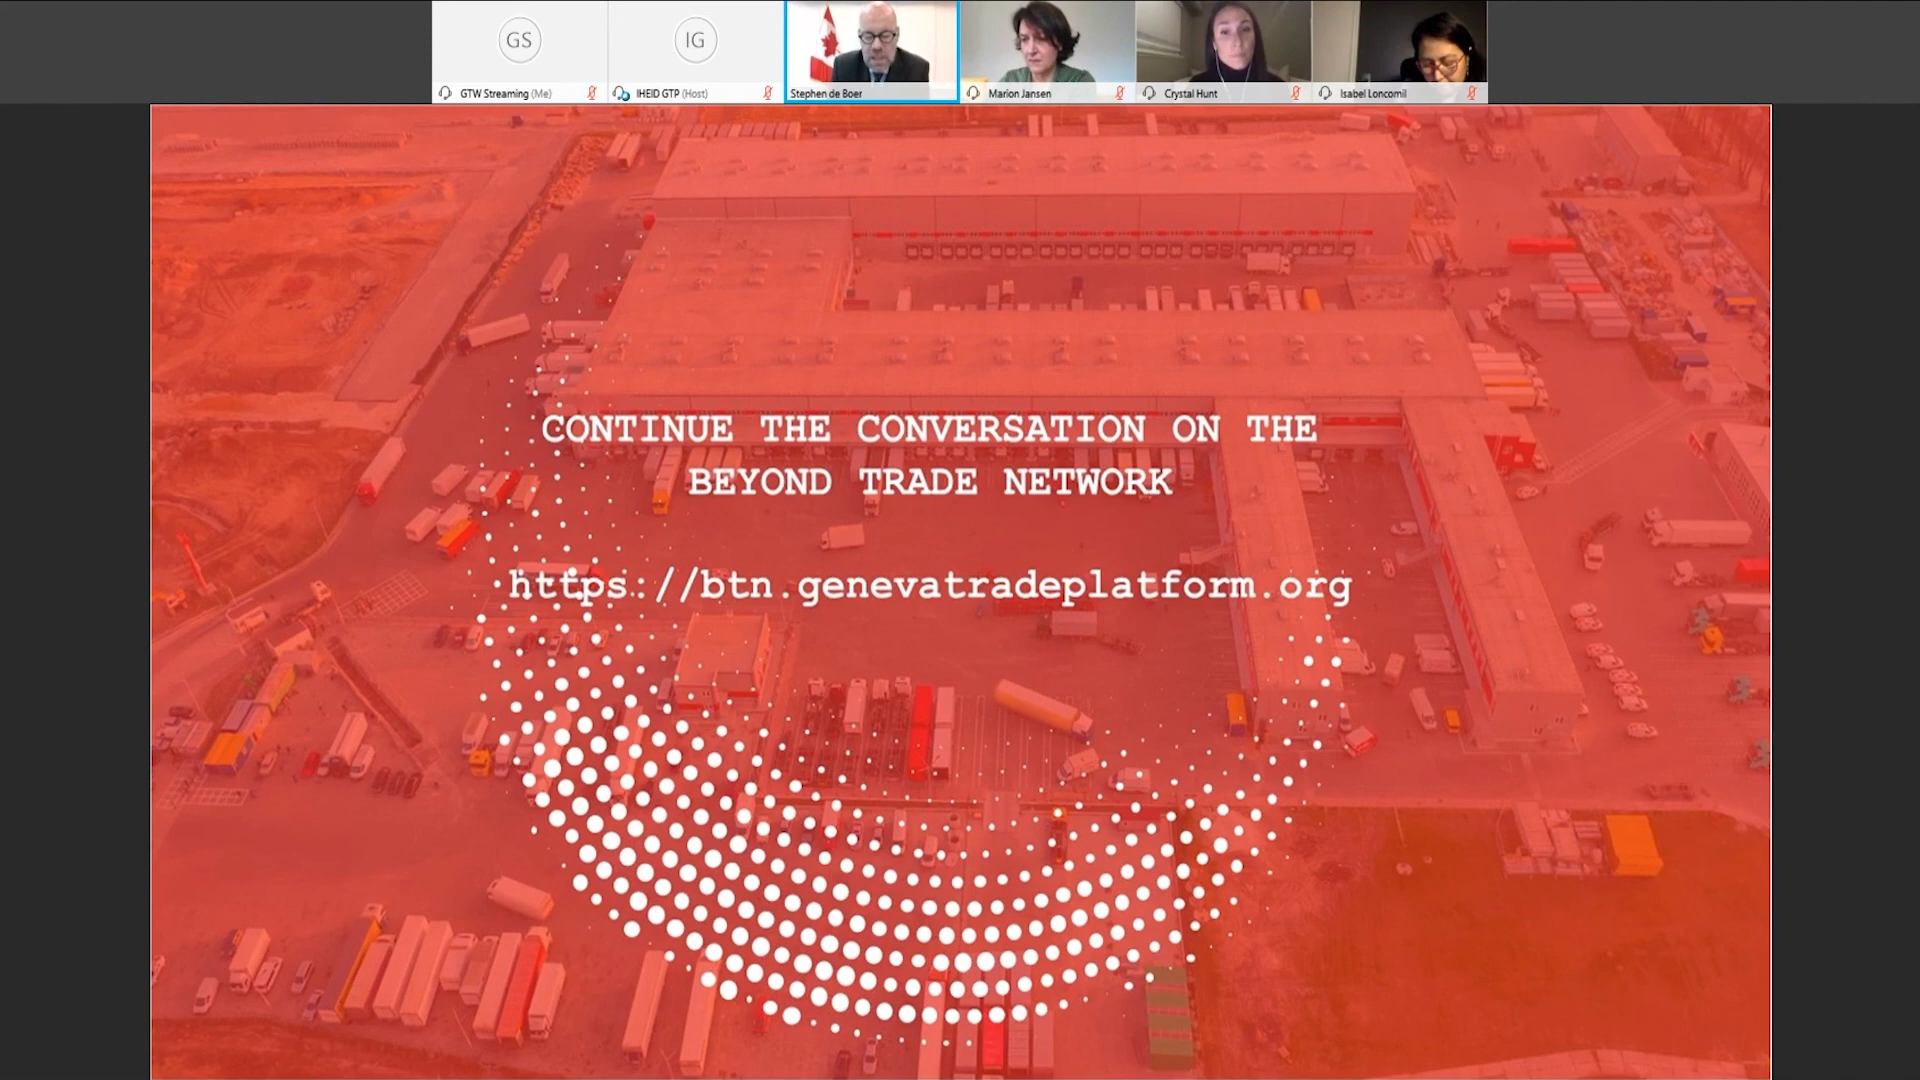 GS
IG
GTW Streaming (Me)
IHEID GTP (Host)
Stephen de Boer
Marion Jansen
Crystal Hunt
Isabel Loncomil
CONTINUE THE CONVERSATION ON THE
BEYOND TRADE NETWORK
https://btn.genevatradeplatform.org